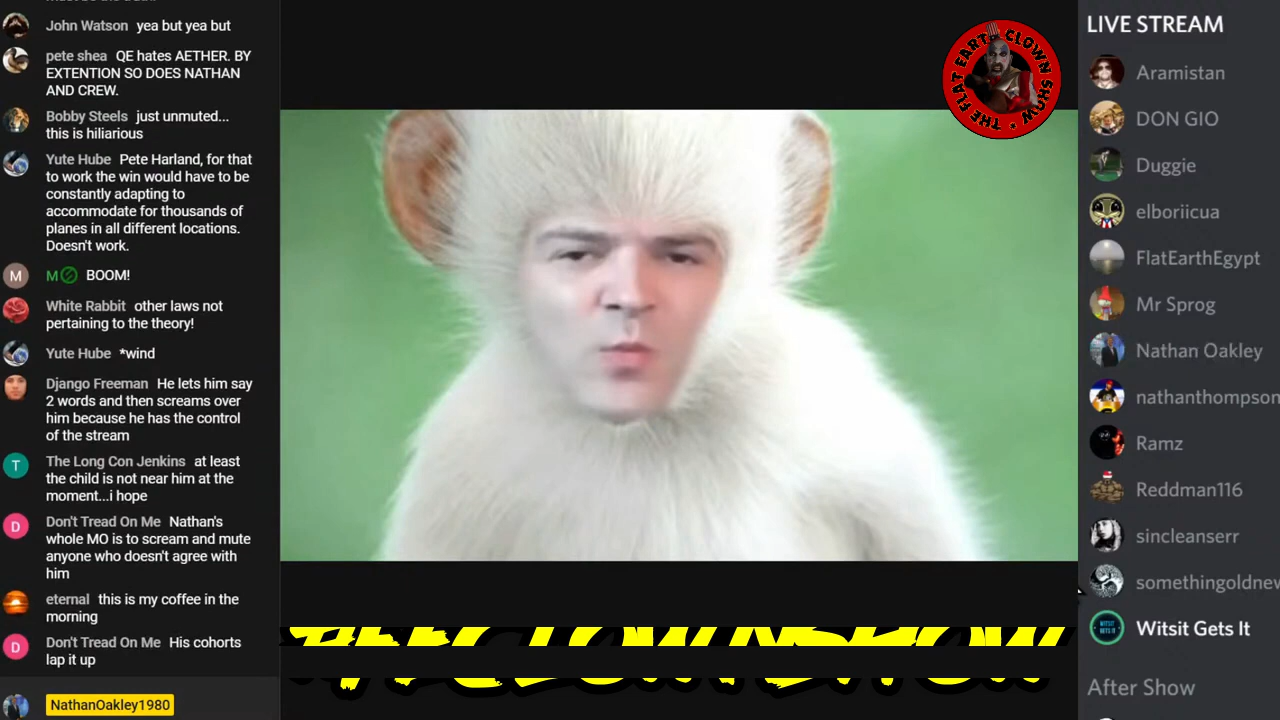 John Watson yea but yea but
pete shea QE hates AETHER. BY
EXTENTION SO DOES NATHAN
AND CREW.
Bobby Steels just unmuted...
this is hiliarious
Yute Hube Pete Harland, for that
to work the win would have to be
constantly adapting to
accommodate for thousands of
planes in all different locations.
Doesn't work.
M BOOM!
White Rabbit other laws not
pertaining to the theory!
Yute Hube *wind
Django Freeman He lets him say
2 words and then screams over
him because he has the control
of the stream
The Long Con Jenkins at least
the child is not near him at the
moment...i hope
Don't Tread On Me Nathan's
whole MO is to scream and mute
anyone who doesn't agree with
him
eternal this is my coffee in the
morning
Don't Tread On Me His cohorts
lap it up
NathanOakley1980
THE FLAT EARTH CLOWN SHOW
LIVE STREAM
Aramistan
DON GIO
Duggie
elboriicua
FlatEarthEgypt
Mr Sprog
Nathan Oakley
nathanthompson
Ramz
Reddman116
sincleanserr
somethingoldnew
Witsit Gets It
After Show